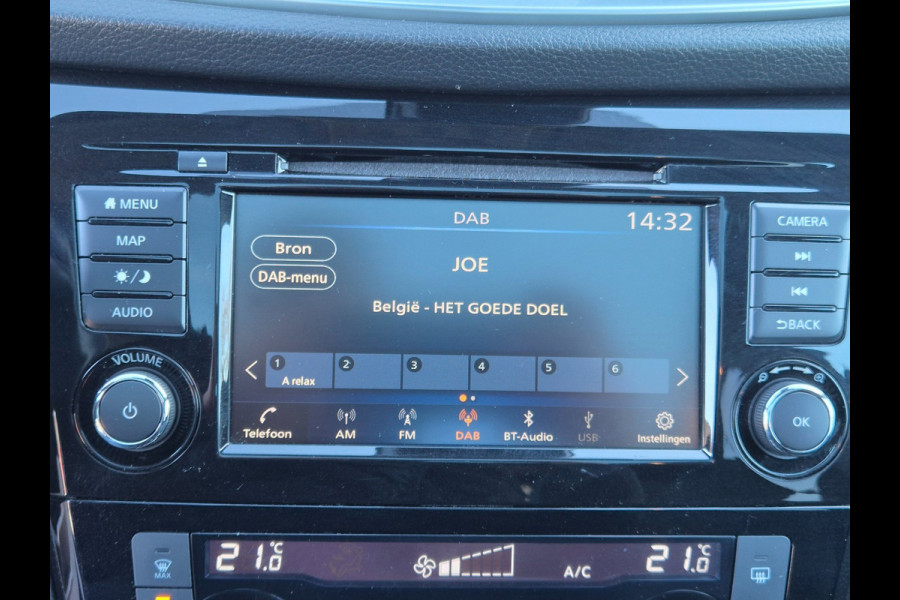 MENU
MAP
AUDIO
VOLUME
DAB
14:32
Bron
DAB-menu
JOE
België - HET GOEDE DOEL
1
A relax
2
3
4
5
6
Telefoon
AM
FM
DAB
BT-Audio
USB
Instellingen
CAMERA
BACK
OK
MAX
21.0°C
A/C
21.0°C